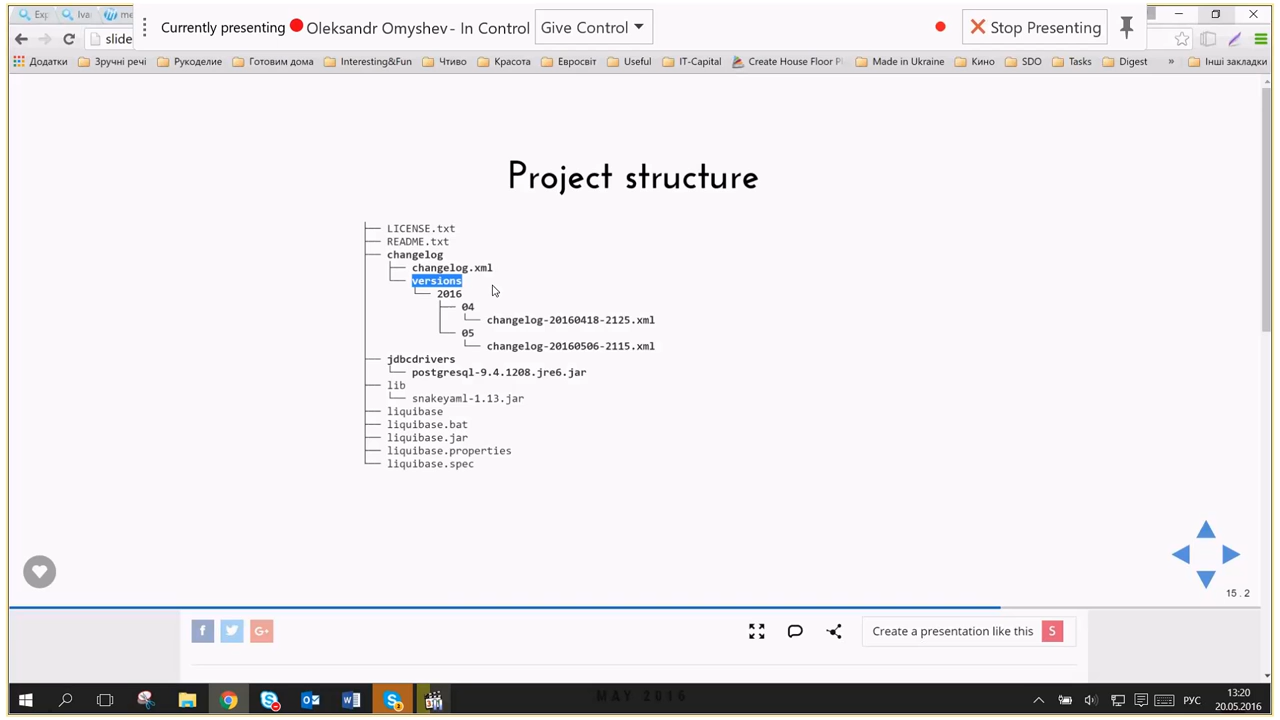 Exp
Iva
me
Currently presenting Oleksandr Omyshev - In Control
Give Control
Stop Presenting
slide
Додатки
Зручні речі
Рукоделие
Готовим дома
Interesting&Fun
Чтиво
Красота
Евросвіт
Useful
IT-Capital
Create House Floor P
Made in Ukraine
Кино
SDO
Tasks
Digest
»
Інші закладки
Project structure
LICENSE.txt
README.txt
changelog
changelog.xml
versions
2016
04
changelog-20160418-2125.xml
05
changelog-20160506-2115.xml
jdbcdrivers
postgresql-9.4.1208.jre6.jar
lib
snakeyaml-1.13.jar
liquibase
liquibase.bat
liquibase.jar
liquibase.properties
liquibase.spec
15.2
f
G+
Create a presentation like this S
MAY 2016
РУС
13:20
20.05.2016